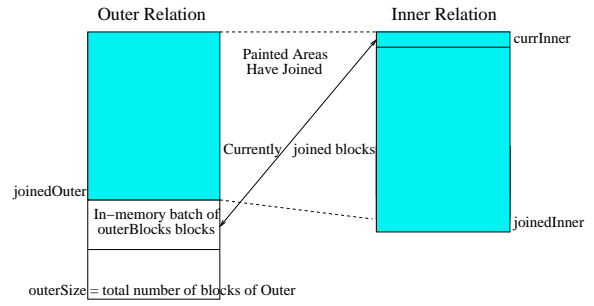 Outer Relation
Inner Relation
currInner
Painted Areas
Have Joined
Currently joined blocks
joinedOuter
In-memory batch of
outerBlocks blocks
joinedInner
outerSize = total number of blocks of Outer